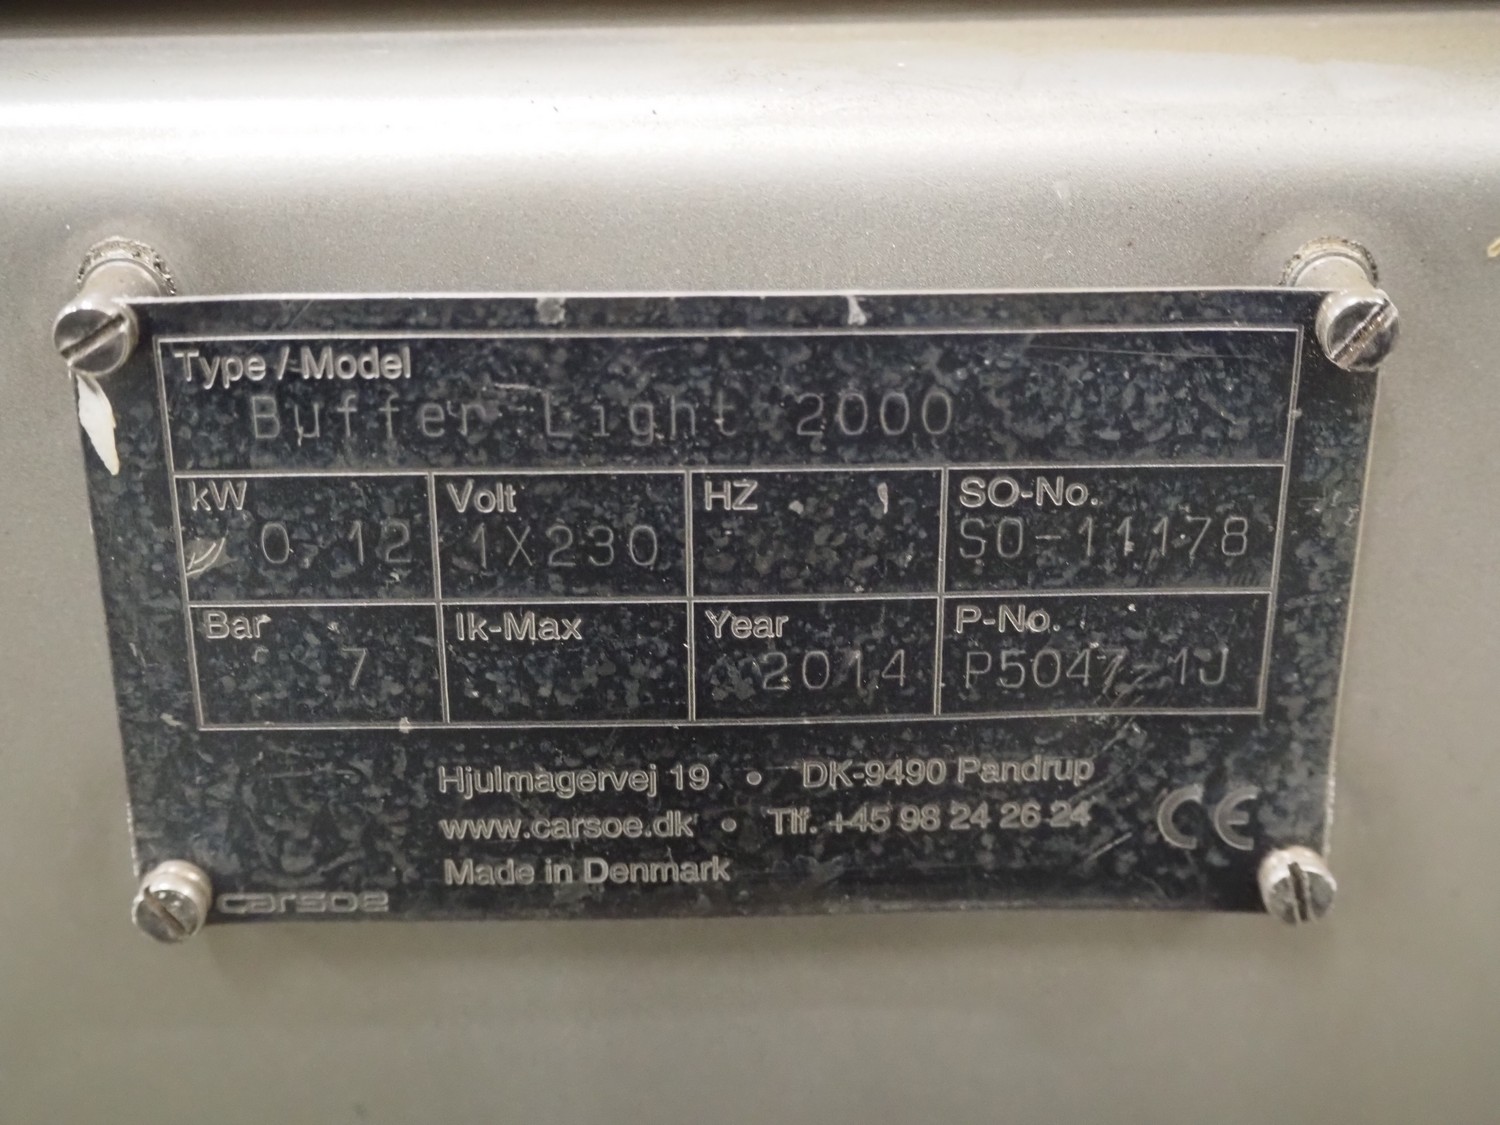 Type / Model
Buffer Light 2000
kW Volt HZ SO-No.
0,12 1X230 SO-11178
Bar Ik-Max Year P-No.
7 2014 P5047-1J
Hjulmagervej 19 • DK-9490 Pandrup
www.carsoe.dk • Tlf. +45 98 24 26 24
Made in Denmark
CE
carsoe